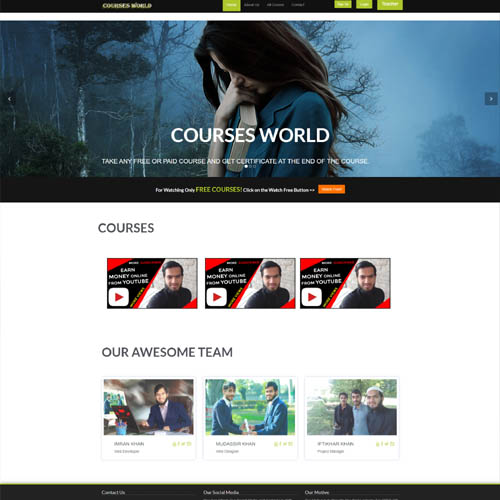 COURSES WORLD
Home About Us All Courses Contact
Sign Up Login Teacher
COURSES WORLD
TAKE ANY FREE OR PAID COURSE AND GET CERTIFICATE AT THE END OF THE COURSE.
For Watching Only FREE COURSES! Click on the Watch Free Button >>
COURSES
EARN
MONEY ONLINE
FROM YOUTUBE
EARN
MONEY ONLINE
FROM YOUTUBE
EARN
MONEY ONLINE
FROM YOUTUBE
OUR AWESOME TEAM
IMRAN KHAN
Web Developer
MUDASSIR KHAN
Web Designer
IFTIKHAR KHAN
Project Manager
Contact Us Our Social Media Our Motive